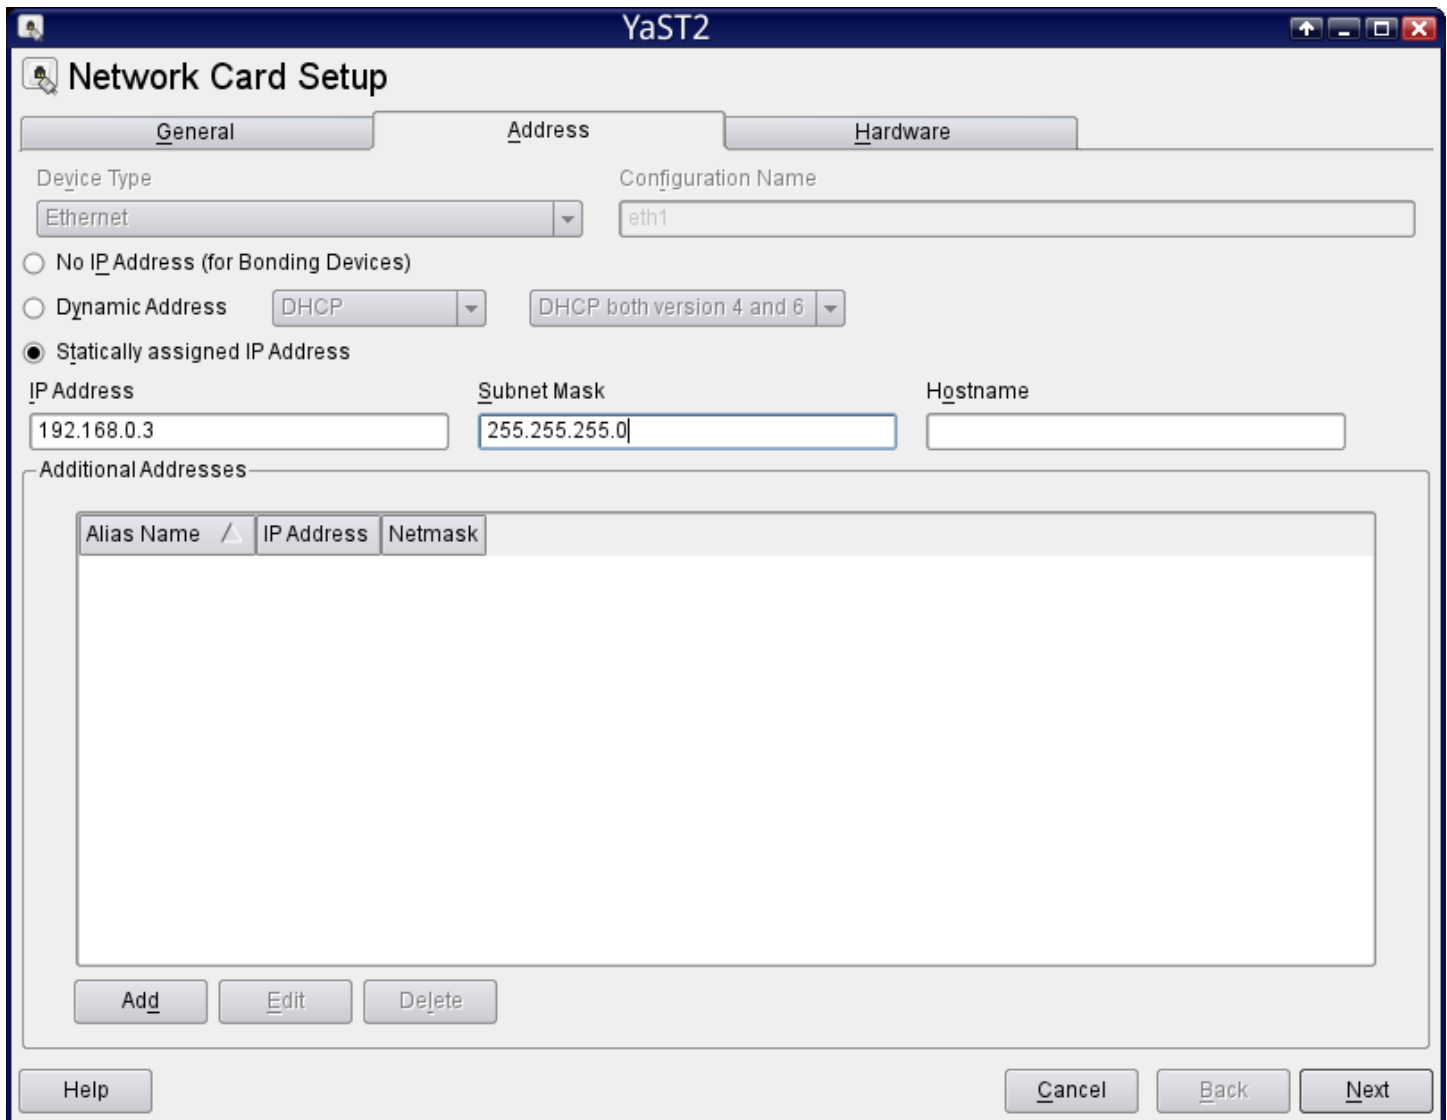 YaST2
Network Card Setup
General Address Hardware
Device Type Configuration Name
Ethernet eth1
No IP Address (for Bonding Devices)
Dynamic Address DHCP DHCP both version 4 and 6
Statically assigned IP Address
IP Address Subnet Mask Hostname
192.168.0.3 255.255.255.0
Additional Addresses
Alias Name IP Address Netmask
Add Edit Delete
Help Cancel Back Next